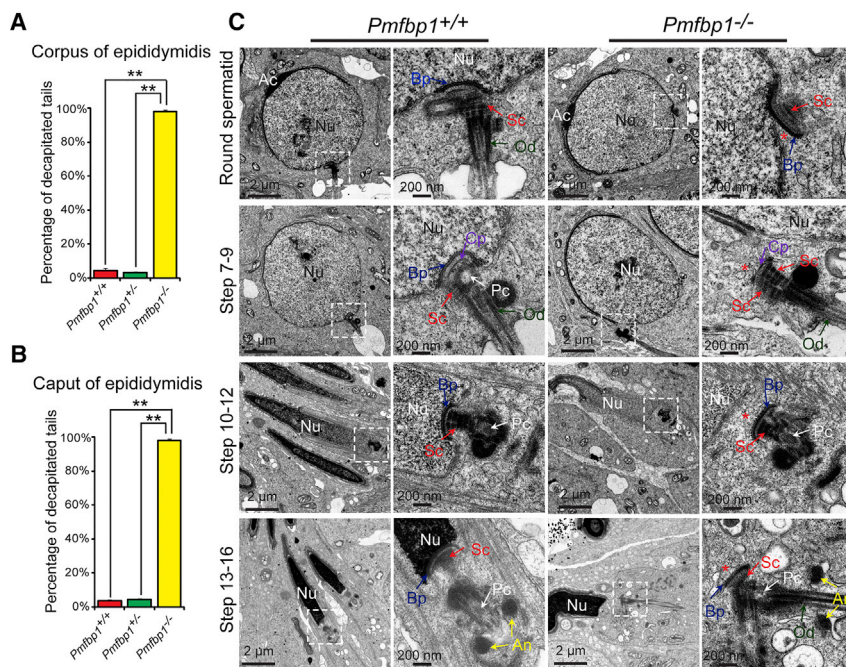 A
Corpus of epididymidis
**
**
Percentage of decapitated tails
100%
80%
60%
40%
20%
0%
Pmfbp1+/+
Pmfbp1+/-
Pmfbp1-/-
B
Caput of epididymidis
**
**
Percentage of decapitated tails
100%
80%
60%
40%
20%
0%
Pmfbp1+/+
Pmfbp1+/-
Pmfbp1-/-
C
Pmfbp1+/+
Pmfbp1-/-
Round spermatid
Ac
Nu
2 μm
Nu
Bp
Sc
Od
200 nm
Ac
Nu
2 μm
Nu
Sc
*
Bp
200 nm
Step 7-9
Nu
2 μm
Nu
Cp
Bp
Pc
Sc
Od
200 nm
Nu
2 μm
Nu
Cp
*
Sc
Sc
Od
200 nm
Step 10-12
Nu
2 μm
Bp
Nu
Pc
Sc
200 nm
Nu
2 μm
Bp
Nu
*
Sc
Pc
200 nm
Step 13-16
Nu
2 μm
Nu
Sc
Bp
Pc
An
200 nm
Nu
2 μm
*
Sc
Pc
An
Bp
Od
200 nm